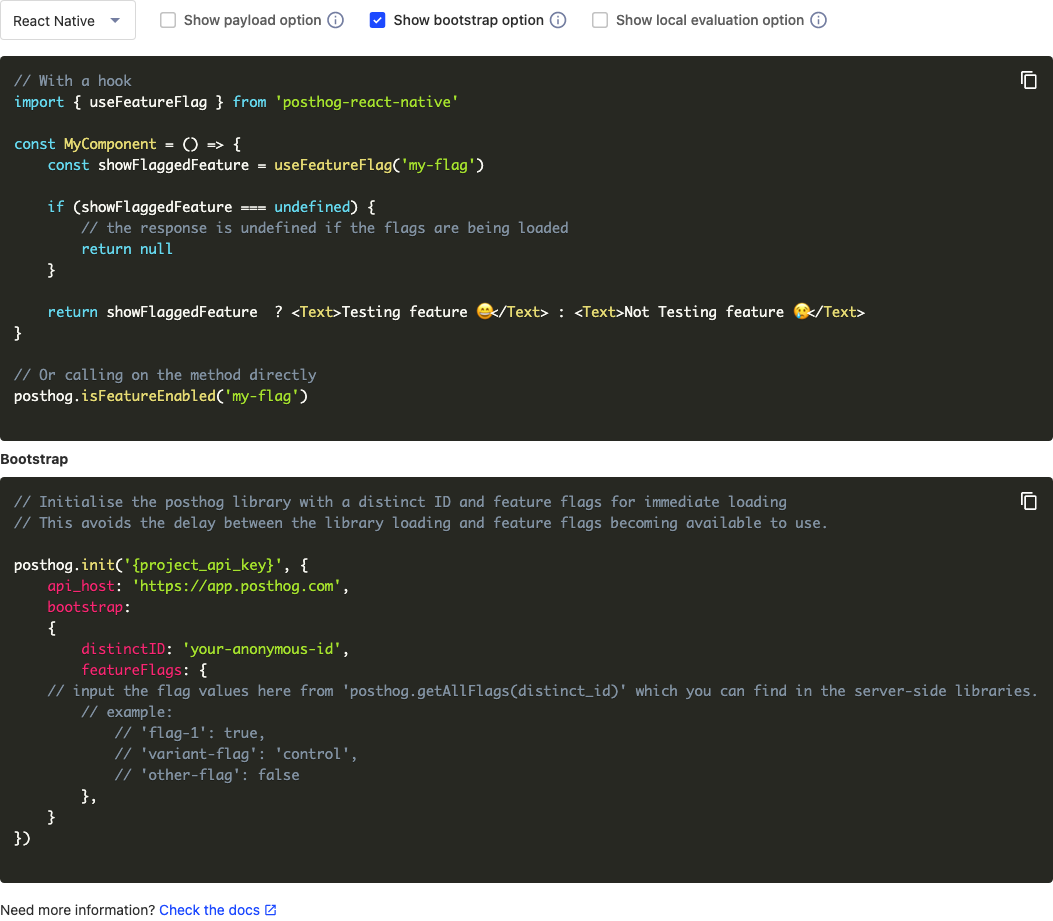 React Native
Show payload option
Show bootstrap option
Show local evaluation option
// With a hook
import { useFeatureFlag } from 'posthog-react-native'
const MyComponent = () => {
    const showFlaggedFeature = useFeatureFlag('my-flag')
    if (showFlaggedFeature === undefined) {
        // the response is undefined if the flags are being loaded
        return null
    }
    return showFlaggedFeature  ? <Text>Testing feature 😄</Text> : <Text>Not Testing feature 😢</Text>
}
// Or calling on the method directly
posthog.isFeatureEnabled('my-flag')
Bootstrap
// Initialise the posthog library with a distinct ID and feature flags for immediate loading
// This avoids the delay between the library loading and feature flags becoming available to use.
posthog.init('{project_api_key}', {
    api_host: 'https://app.posthog.com',
    bootstrap:
    {
        distinctID: 'your-anonymous-id',
        featureFlags: {
    // input the flag values here from 'posthog.getAllFlags(distinct_id)' which you can find in the server-side libraries.
        // example:
            // 'flag-1': true,
            // 'variant-flag': 'control',
            // 'other-flag': false
        },
    }
})
Need more information? Check the docs